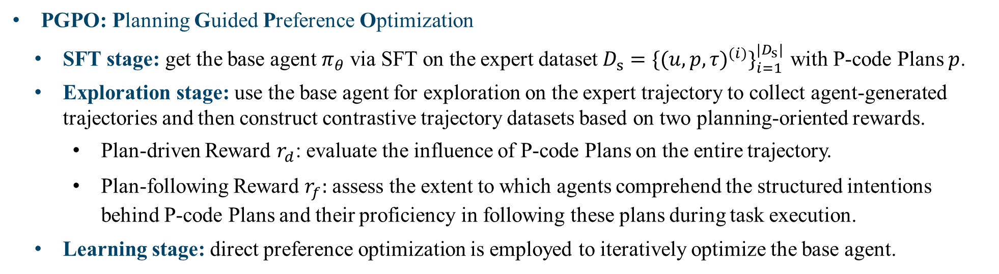 • PGPO: Planning Guided Preference Optimization
• SFT stage: get the base agent π_θ via SFT on the expert dataset D_s = {(u, p, τ)^(i)}_{i=1}^{|D_s|} with P-code Plans p.
• Exploration stage: use the base agent for exploration on the expert trajectory to collect agent-generated
trajectories and then construct contrastive trajectory datasets based on two planning-oriented rewards.
• Plan-driven Reward r_d: evaluate the influence of P-code Plans on the entire trajectory.
• Plan-following Reward r_f: assess the extent to which agents comprehend the structured intentions
behind P-code Plans and their proficiency in following these plans during task execution.
• Learning stage: direct preference optimization is employed to iteratively optimize the base agent.